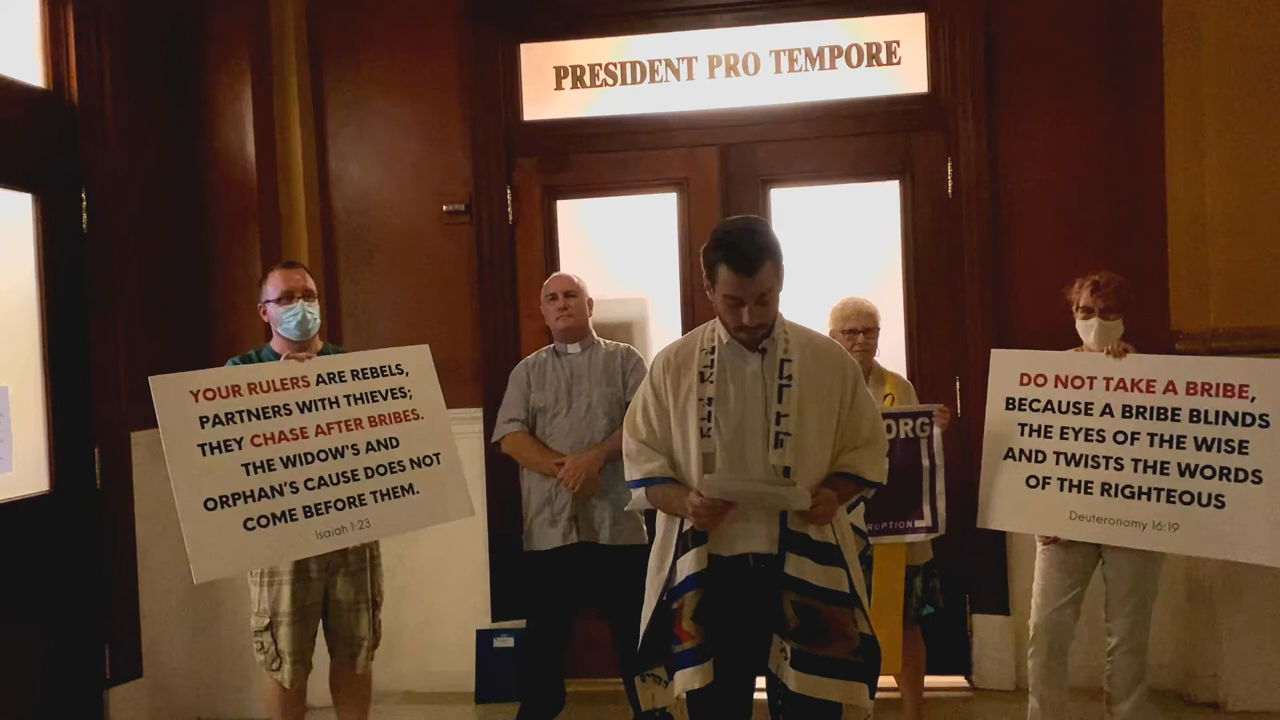 PRESIDENT PRO TEMPORE
YOUR RULERS ARE REBELS,
PARTNERS WITH THIEVES;
THEY CHASE AFTER BRIBES.
THE WIDOW'S AND
ORPHAN'S CAUSE DOES NOT
COME BEFORE THEM.
Isaiah 1:23
ORG
RUPTION
DO NOT TAKE A BRIBE,
BECAUSE A BRIBE BLINDS
THE EYES OF THE WISE
AND TWISTS THE WORDS
OF THE RIGHTEOUS
Deuteronomy 16:19